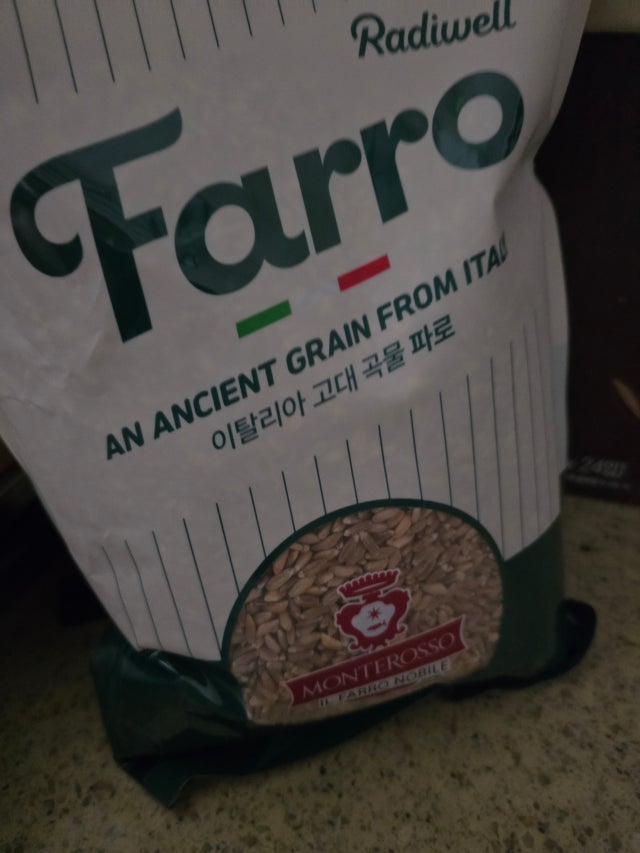 Radiwell
Farro
AN ANCIENT GRAIN FROM ITALY
이탈리아 고대 곡물 파로
MONTEROSSO
IL FARRO NOBILE